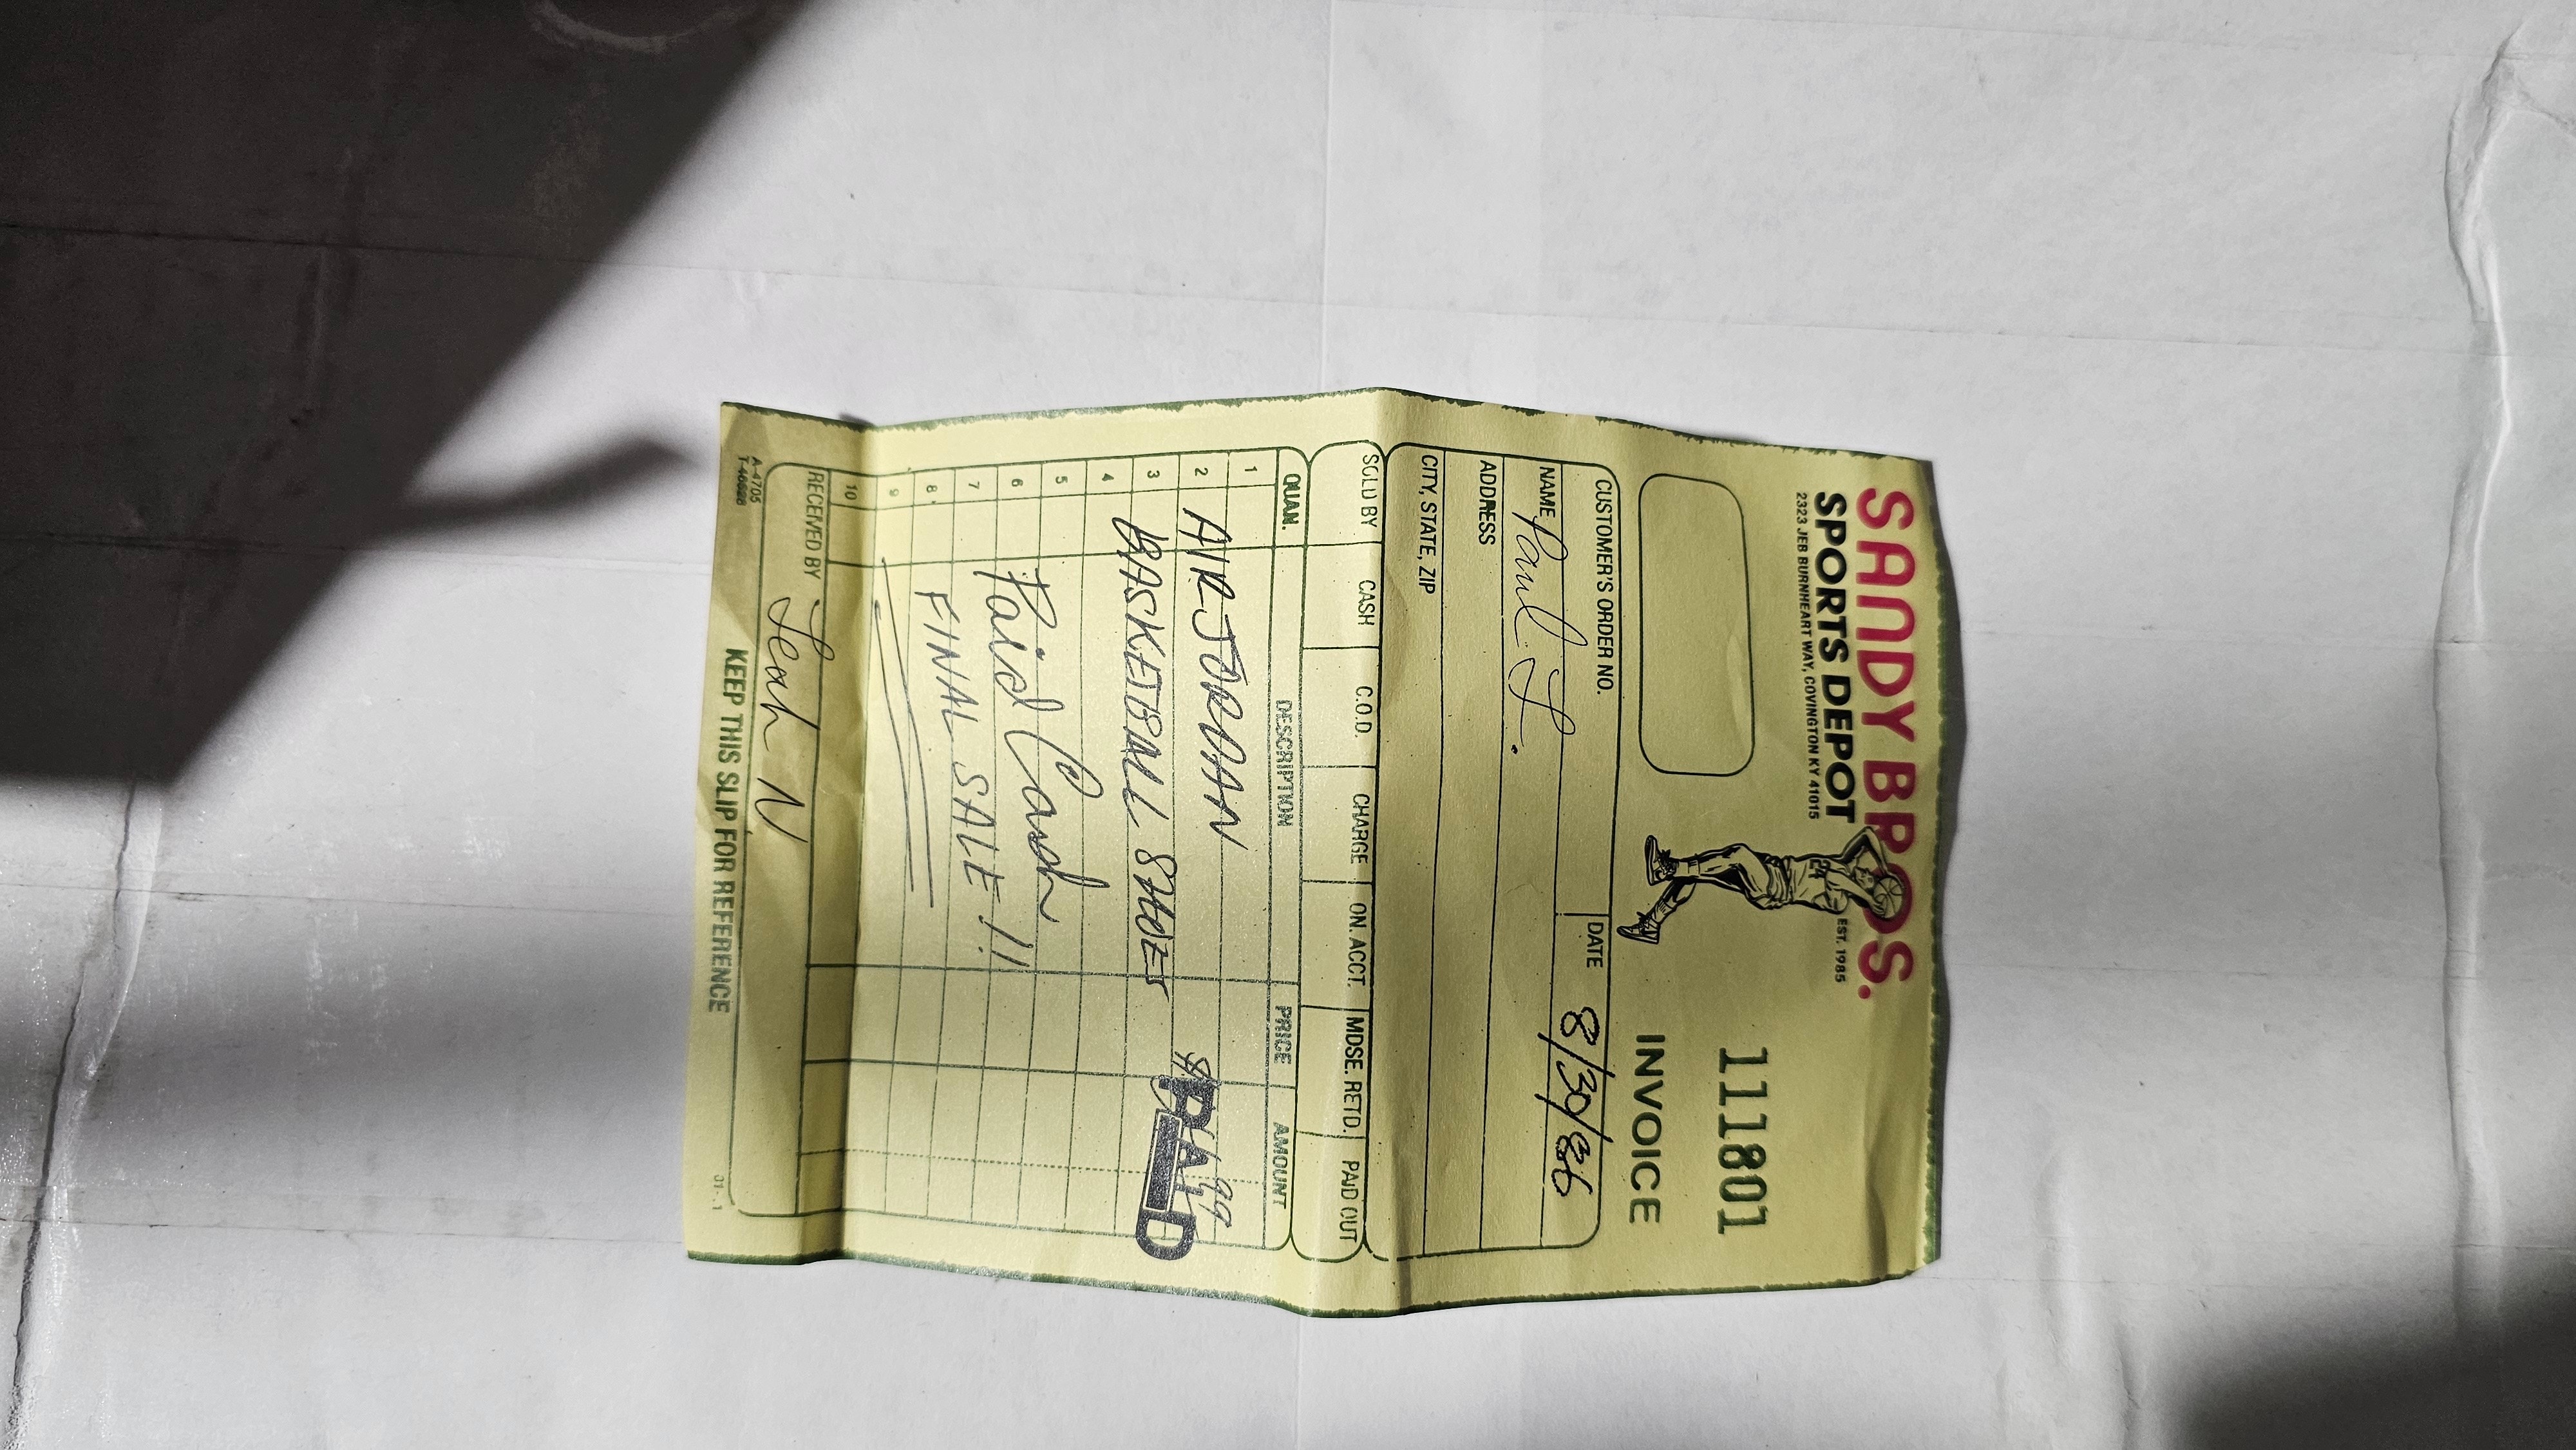 SANDY BROS.
SPORTS DEPOT EST. 1985
2323 JEB BURNHEART WAY, COVINGTON KY 41015
111801
INVOICE
CUSTOMER'S ORDER NO. DATE 8/30/86
NAME Paul L.
ADDRESS
CITY, STATE, ZIP
SOLD BY CASH C.O.D. CHARGE ON. ACCT. MDSE. RETD. PAID OUT
QUAN. DESCRIPTION PRICE AMOUNT
1
2 AIR JORDAN $ 99
PAID
3 BASKETBALL SHOES
4
5
6 Paid Cash
7
8 FINAL SALE!!
9
10
RECEIVED BY Leah N
A-4705
KEEP THIS SLIP FOR REFERENCE